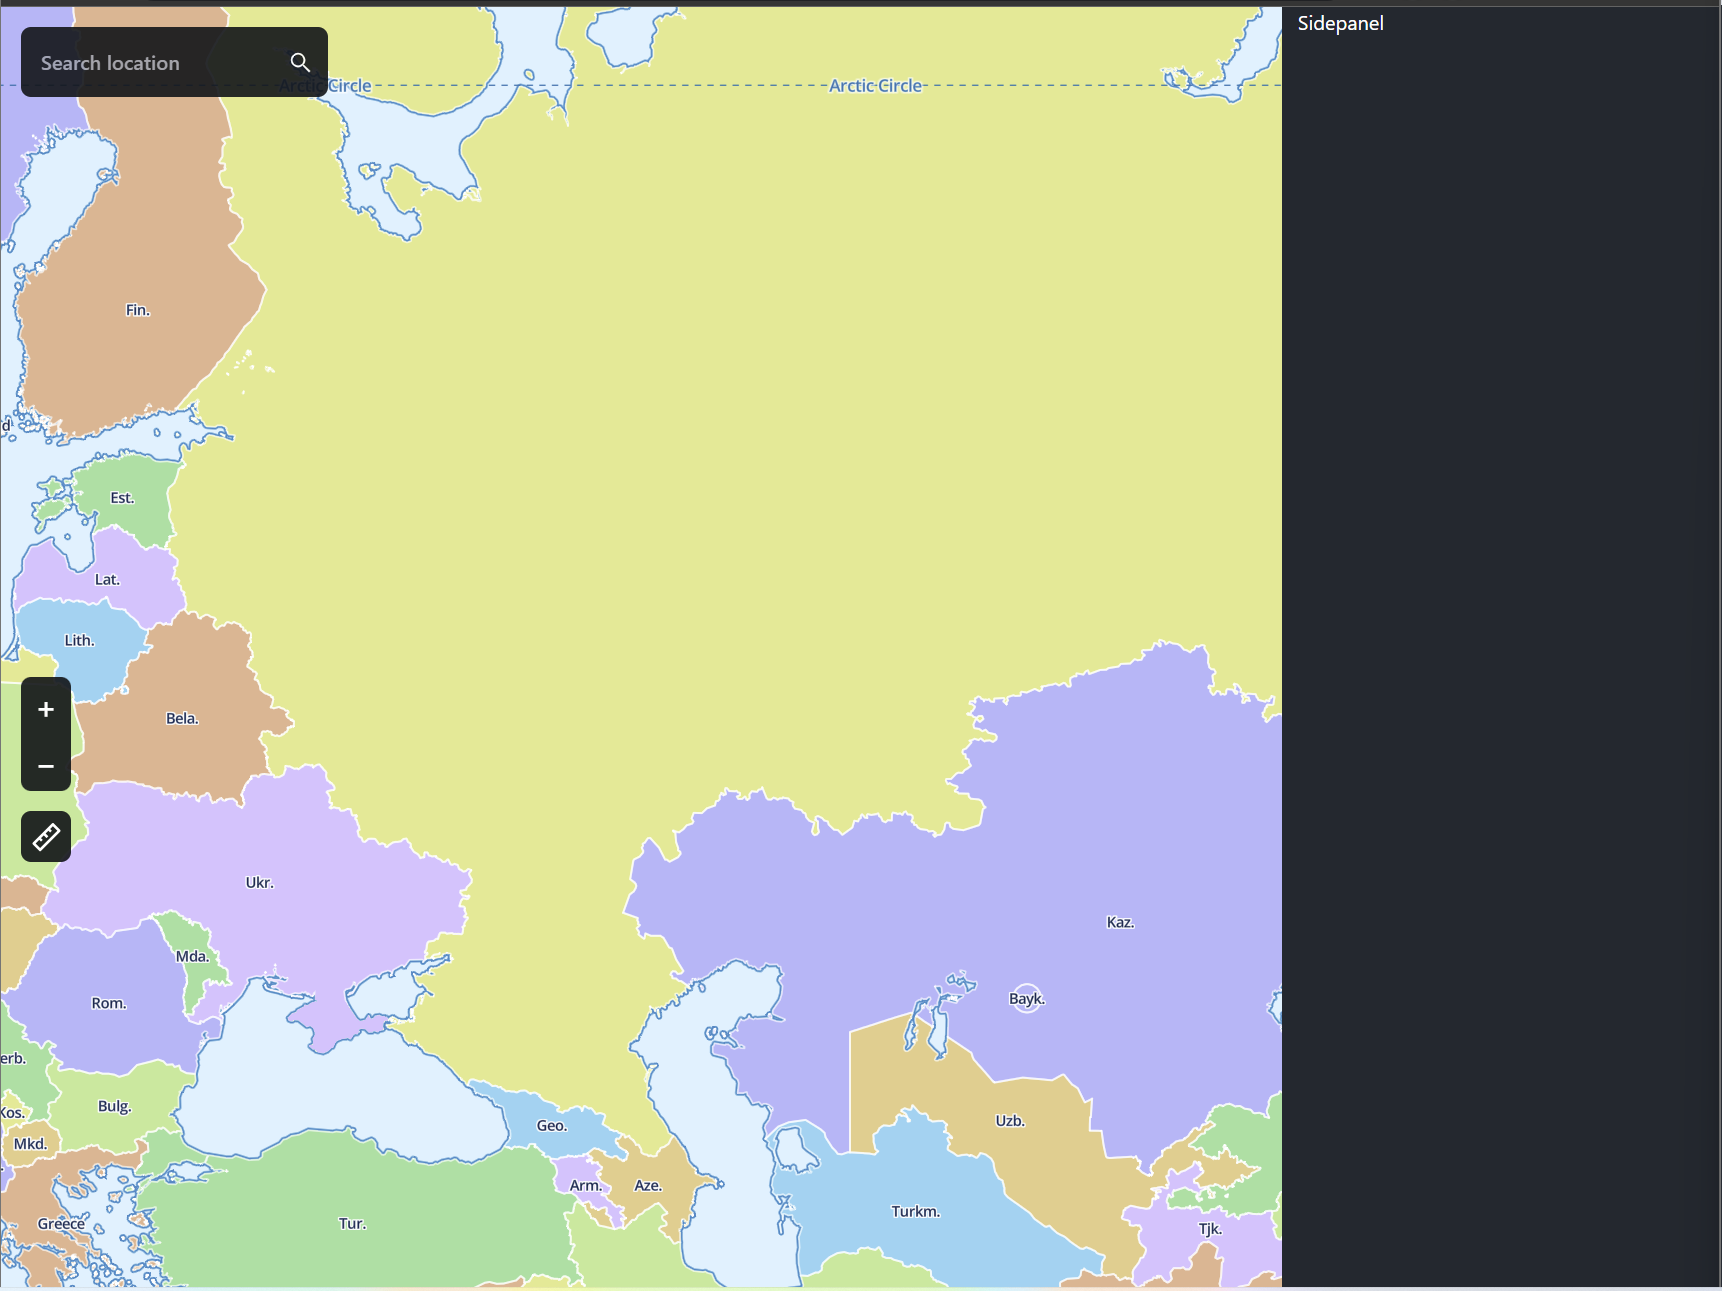 Sidepanel
Search location
Arctic Circle
Arctic Circle
Fin.
d
Est.
Lat.
Lith.
+
Bela.
−
Ukr.
Kaz.
Mda.
Bayk.
Rom.
erb.
Bulg.
Kos.
Uzb.
Geo.
Mkd.
Arm.
Aze.
Turkm.
Greece
Tur.
Tjk.